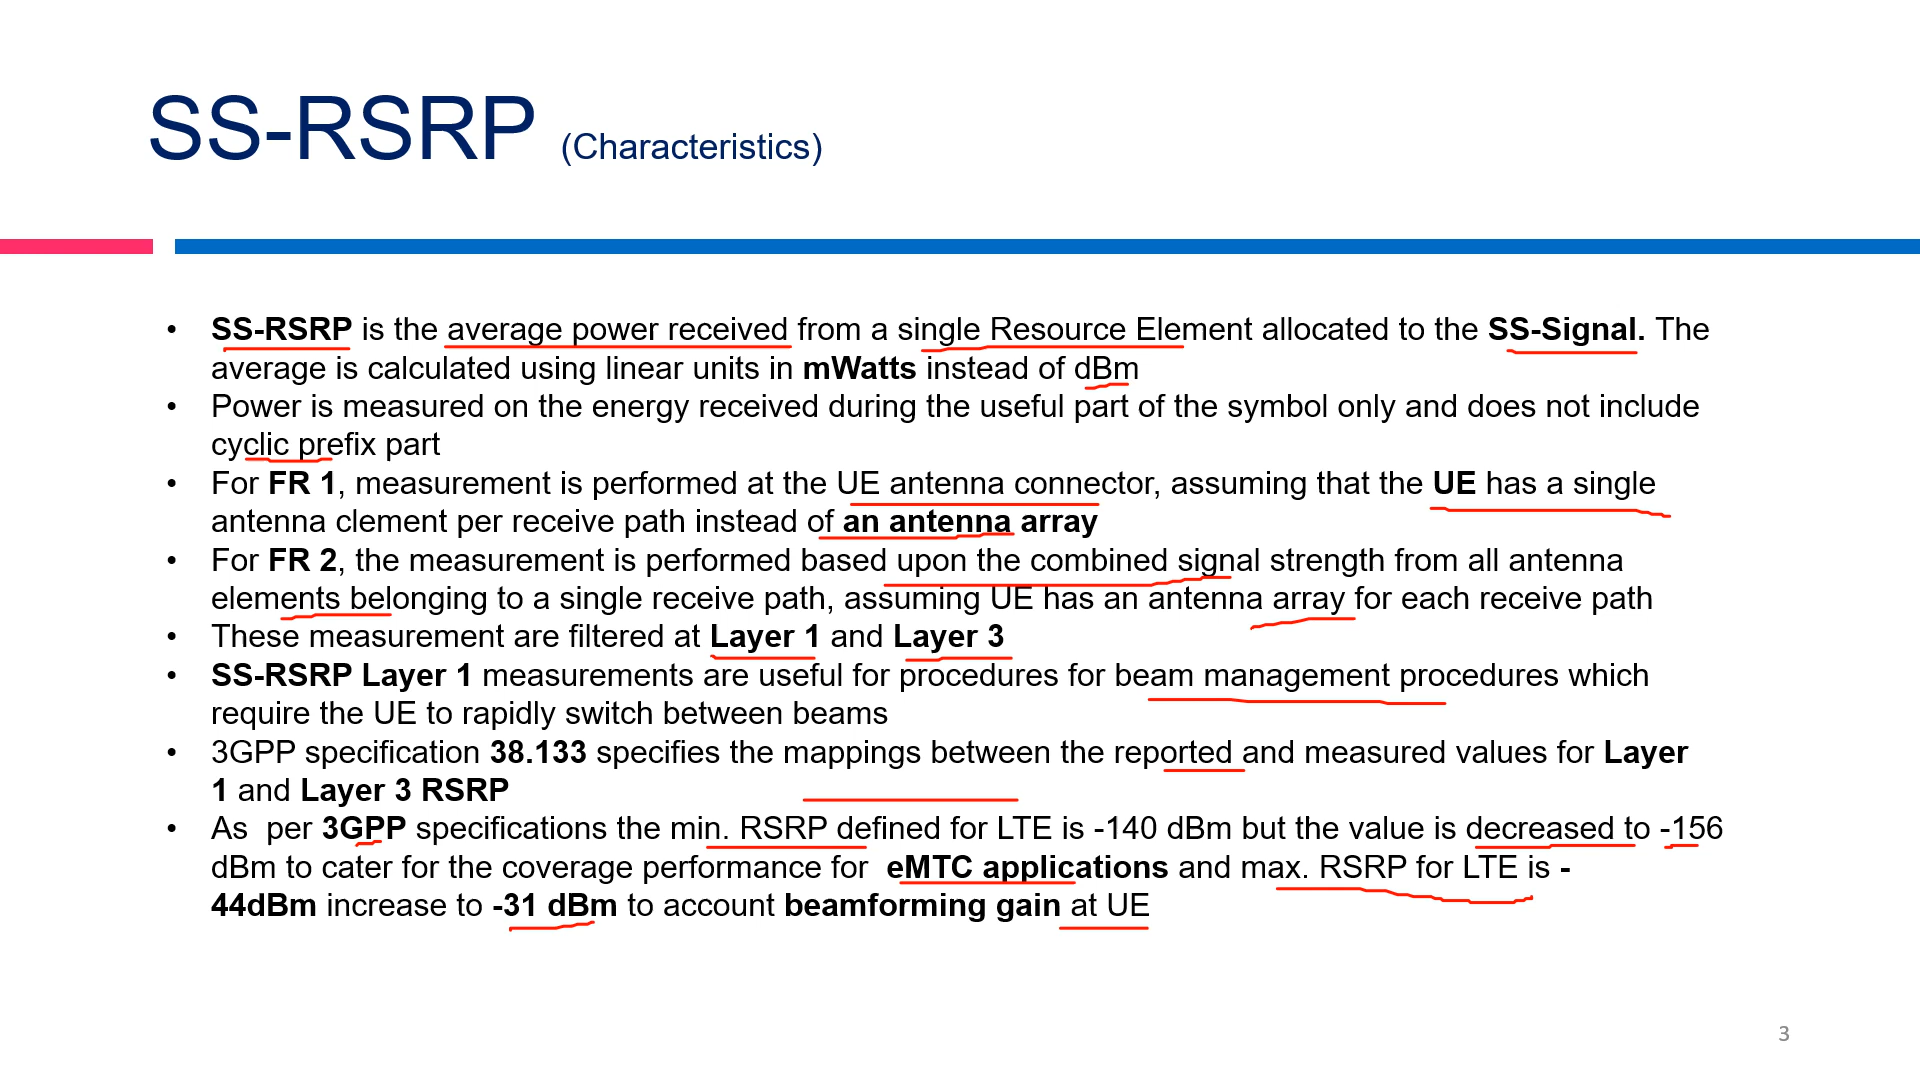 SS-RSRP (Characteristics)
• SS-RSRP is the average power received from a single Resource Element allocated to the SS-Signal. The
average is calculated using linear units in mWatts instead of dBm
• Power is measured on the energy received during the useful part of the symbol only and does not include
cyclic prefix part
• For FR 1, measurement is performed at the UE antenna connector, assuming that the UE has a single
antenna clement per receive path instead of an antenna array
• For FR 2, the measurement is performed based upon the combined signal strength from all antenna
elements belonging to a single receive path, assuming UE has an antenna array for each receive path
• These measurement are filtered at Layer 1 and Layer 3
• SS-RSRP Layer 1 measurements are useful for procedures for beam management procedures which
require the UE to rapidly switch between beams
• 3GPP specification 38.133 specifies the mappings between the reported and measured values for Layer
1 and Layer 3 RSRP
• As  per 3GPP specifications the min. RSRP defined for LTE is -140 dBm but the value is decreased to -156
dBm to cater for the coverage performance for  eMTC applications and max. RSRP for LTE is -
44dBm increase to -31 dBm to account beamforming gain at UE
3